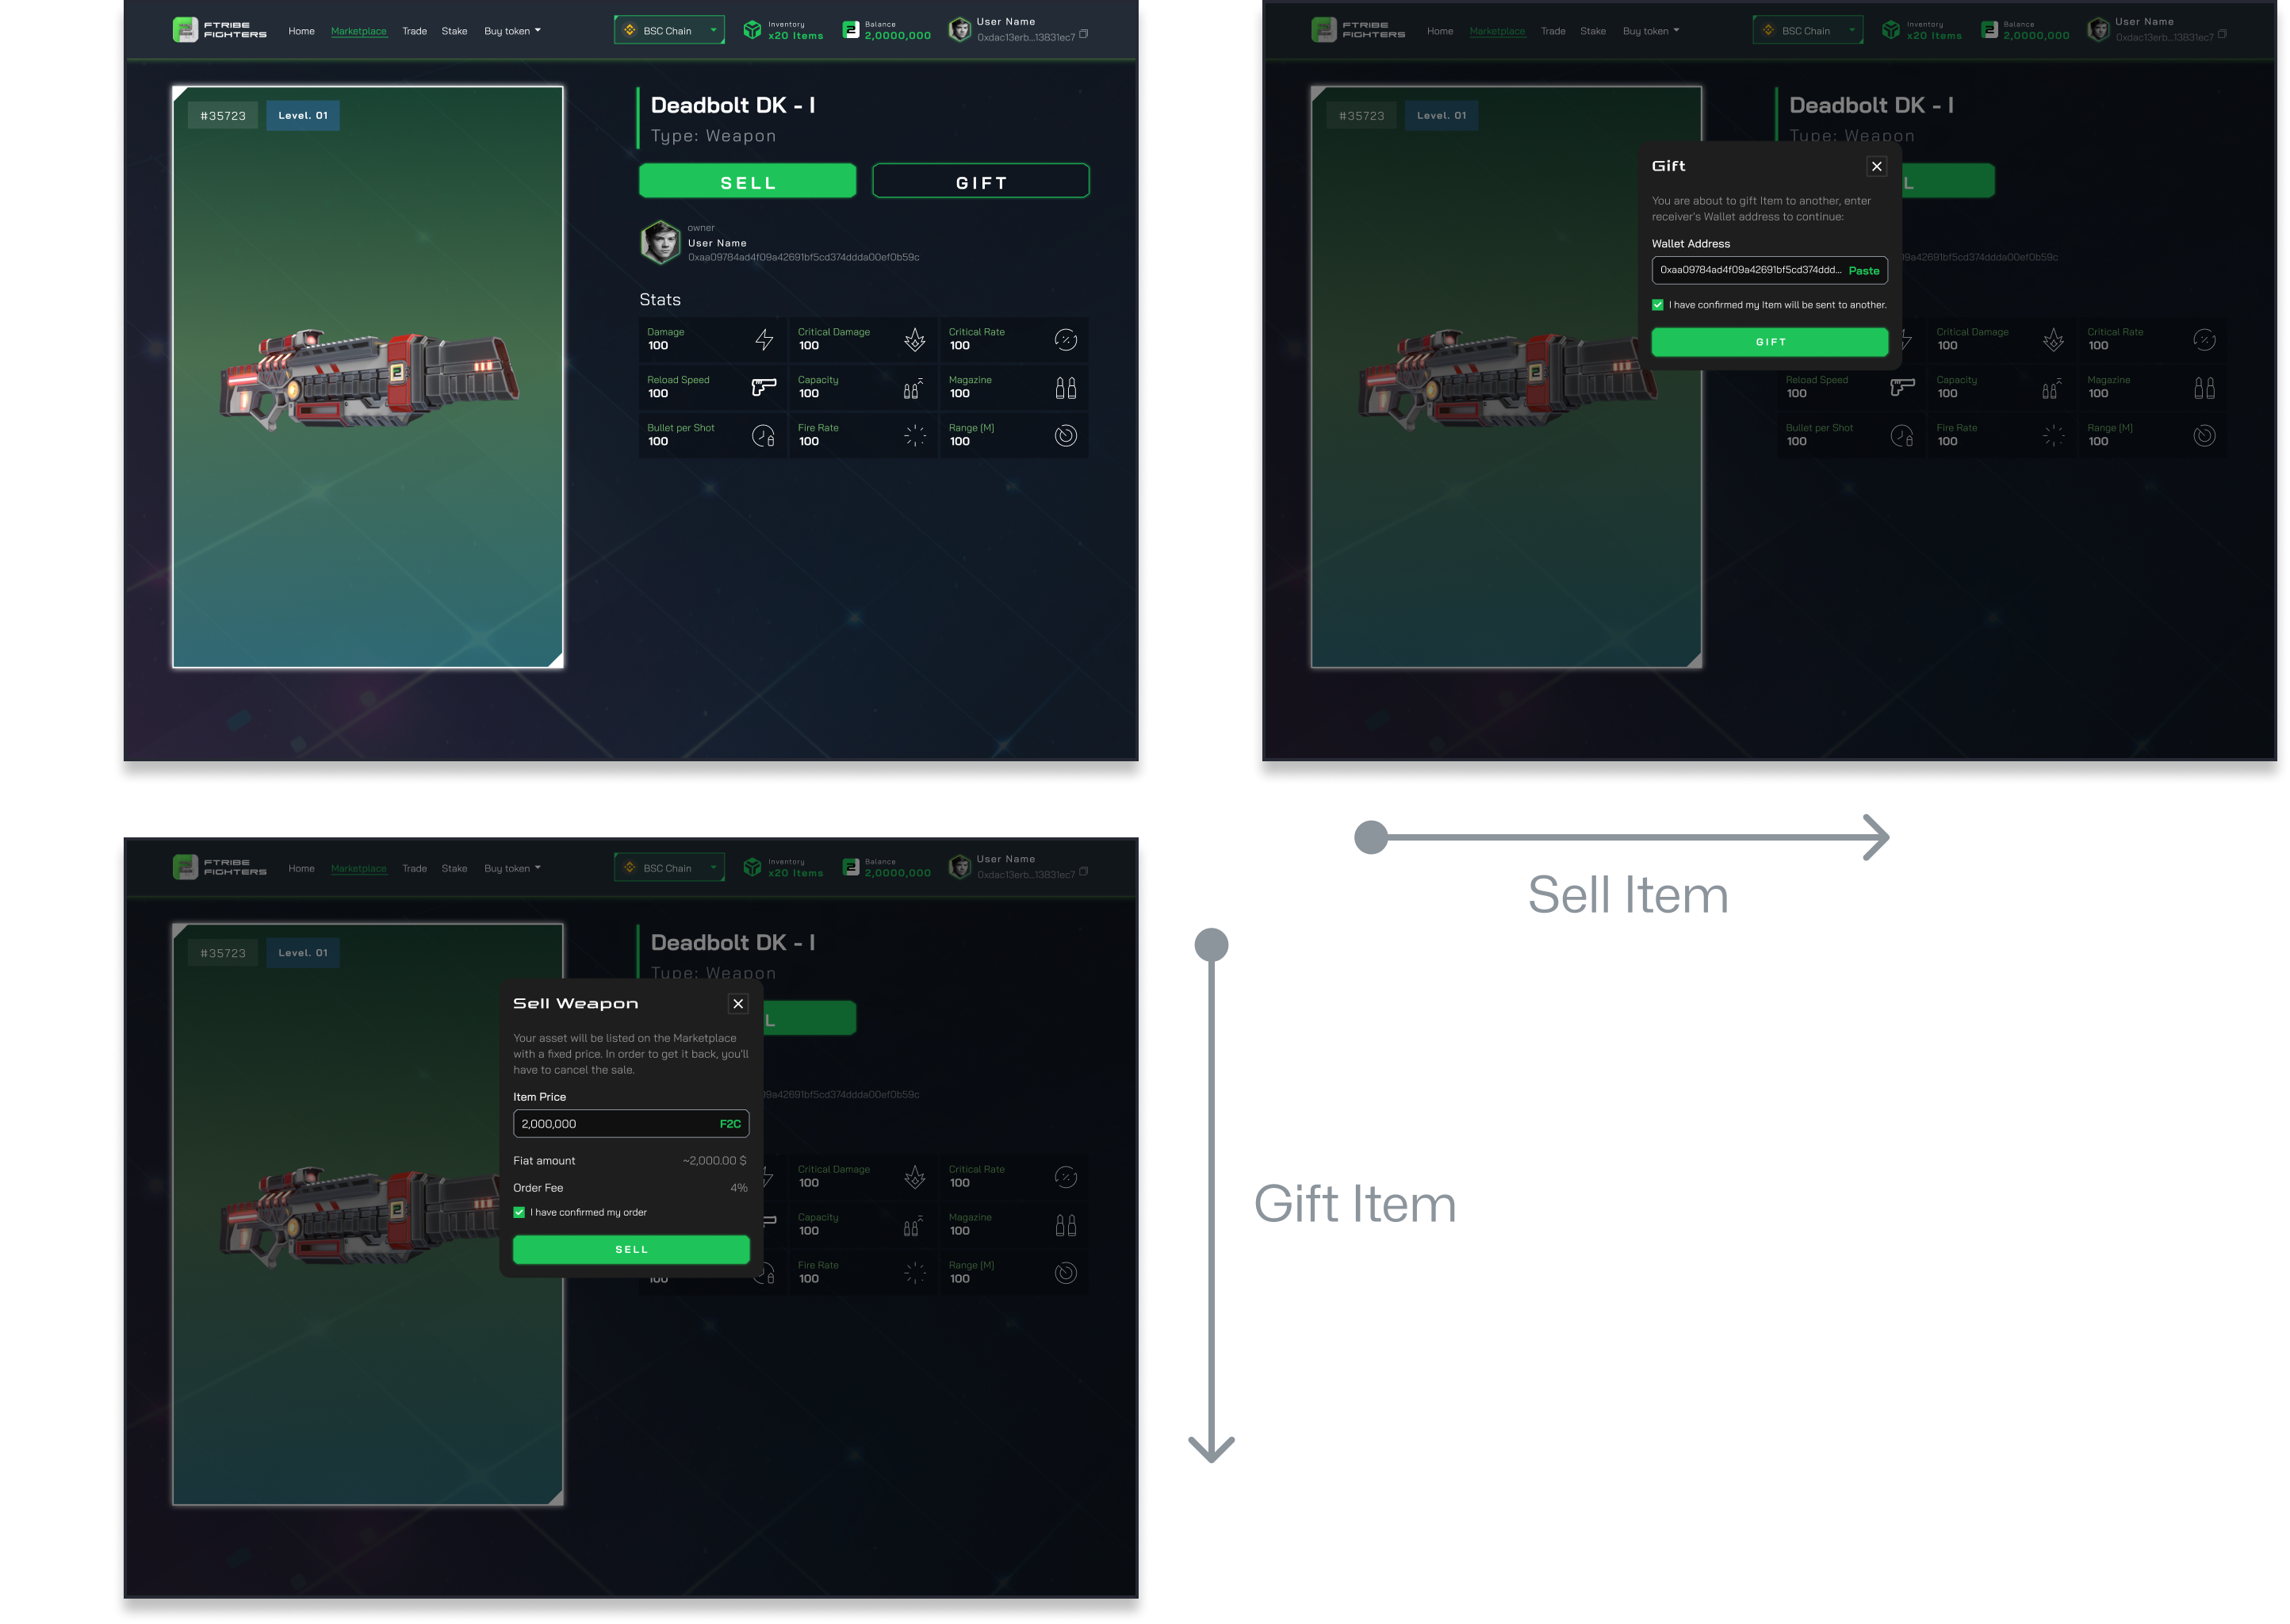 FTRIBE
FIGHTERS
Home
Marketplace
Trade
Stake
Buy token
BSC Chain
Inventory
x20 Items
Balance
2,0000,000
User Name
0xdac13erb...13831ec7
#35723
Level. 01
Deadbolt DK - I
Type: Weapon
SELL
GIFT
owner
User Name
0xaa09784ad4f09a42691bf5cd374ddda00ef0b59c
Stats
Damage
100
Critical Damage
100
Critical Rate
100
Reload Speed
100
Capacity
100
Magazine
100
Bullet per Shot
100
Fire Rate
100
Range [M]
100
FTRIBE
FIGHTERS
Home
Marketplace
Trade
Stake
Buy token
BSC Chain
Inventory
x20 Items
Balance
2,0000,000
User Name
0xdac13erb...13831ec7
#35723
Level. 01
Deadbolt DK - I
Type: Weapon
L
Gift
You are about to gift Item to another, enter
receiver's Wallet address to continue:
Wallet Address
0xaa09784ad4f09a42691bf5cd374ddd...
Paste
I have confirmed my Item will be sent to another.
GIFT
09a42691bf5cd374ddda00ef0b59c
Critical Damage
100
Critical Rate
100
Reload Speed
100
Capacity
100
Magazine
100
Bullet per Shot
100
Fire Rate
100
Range [M]
100
Sell Item
Gift Item
FTRIBE
FIGHTERS
Home
Marketplace
Trade
Stake
Buy token
BSC Chain
Inventory
x20 Items
Balance
2,0000,000
User Name
0xdac13erb...13831ec7
#35723
Level. 01
Deadbolt DK - I
Type: Weapon
L
Sell Weapon
Your asset will be listed on the Marketplace
with a fixed price. In order to get it back, you'll
have to cancel the sale.
Item Price
2,000,000
F2C
Fiat amount
~2,000.00 $
Order Fee
4%
I have confirmed my order
SELL
09a42691bf5cd374ddda00ef0b59c
Critical Damage
100
Critical Rate
100
Capacity
100
Magazine
100
100
Fire Rate
100
Range [M]
100